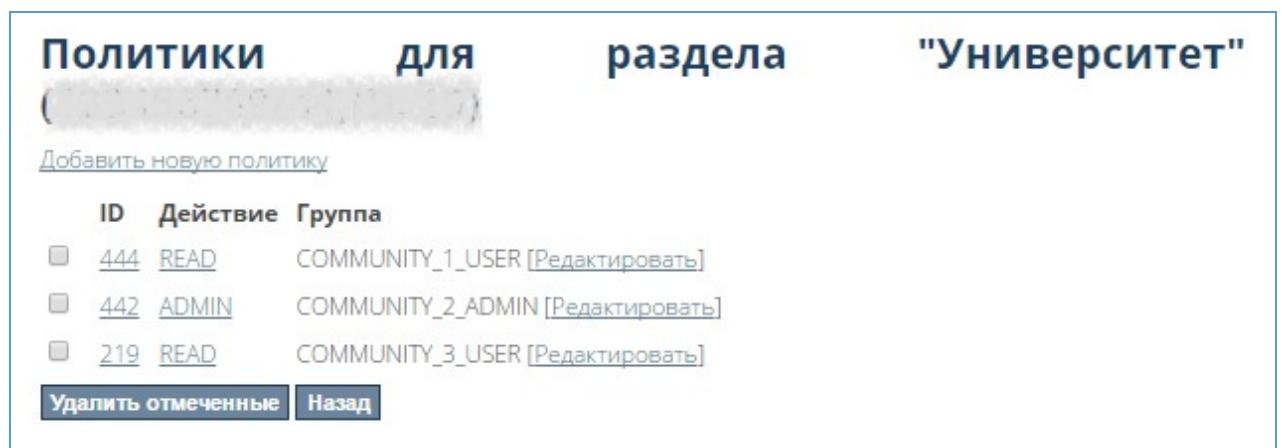 Политики для раздела "Университет"
( )
Добавить новую политику
ID Действие Группа
444 READ COMMUNITY_1_USER [Редактировать]
442 ADMIN COMMUNITY_2_ADMIN [Редактировать]
219 READ COMMUNITY_3_USER [Редактировать]
Удалить отмеченные Назад